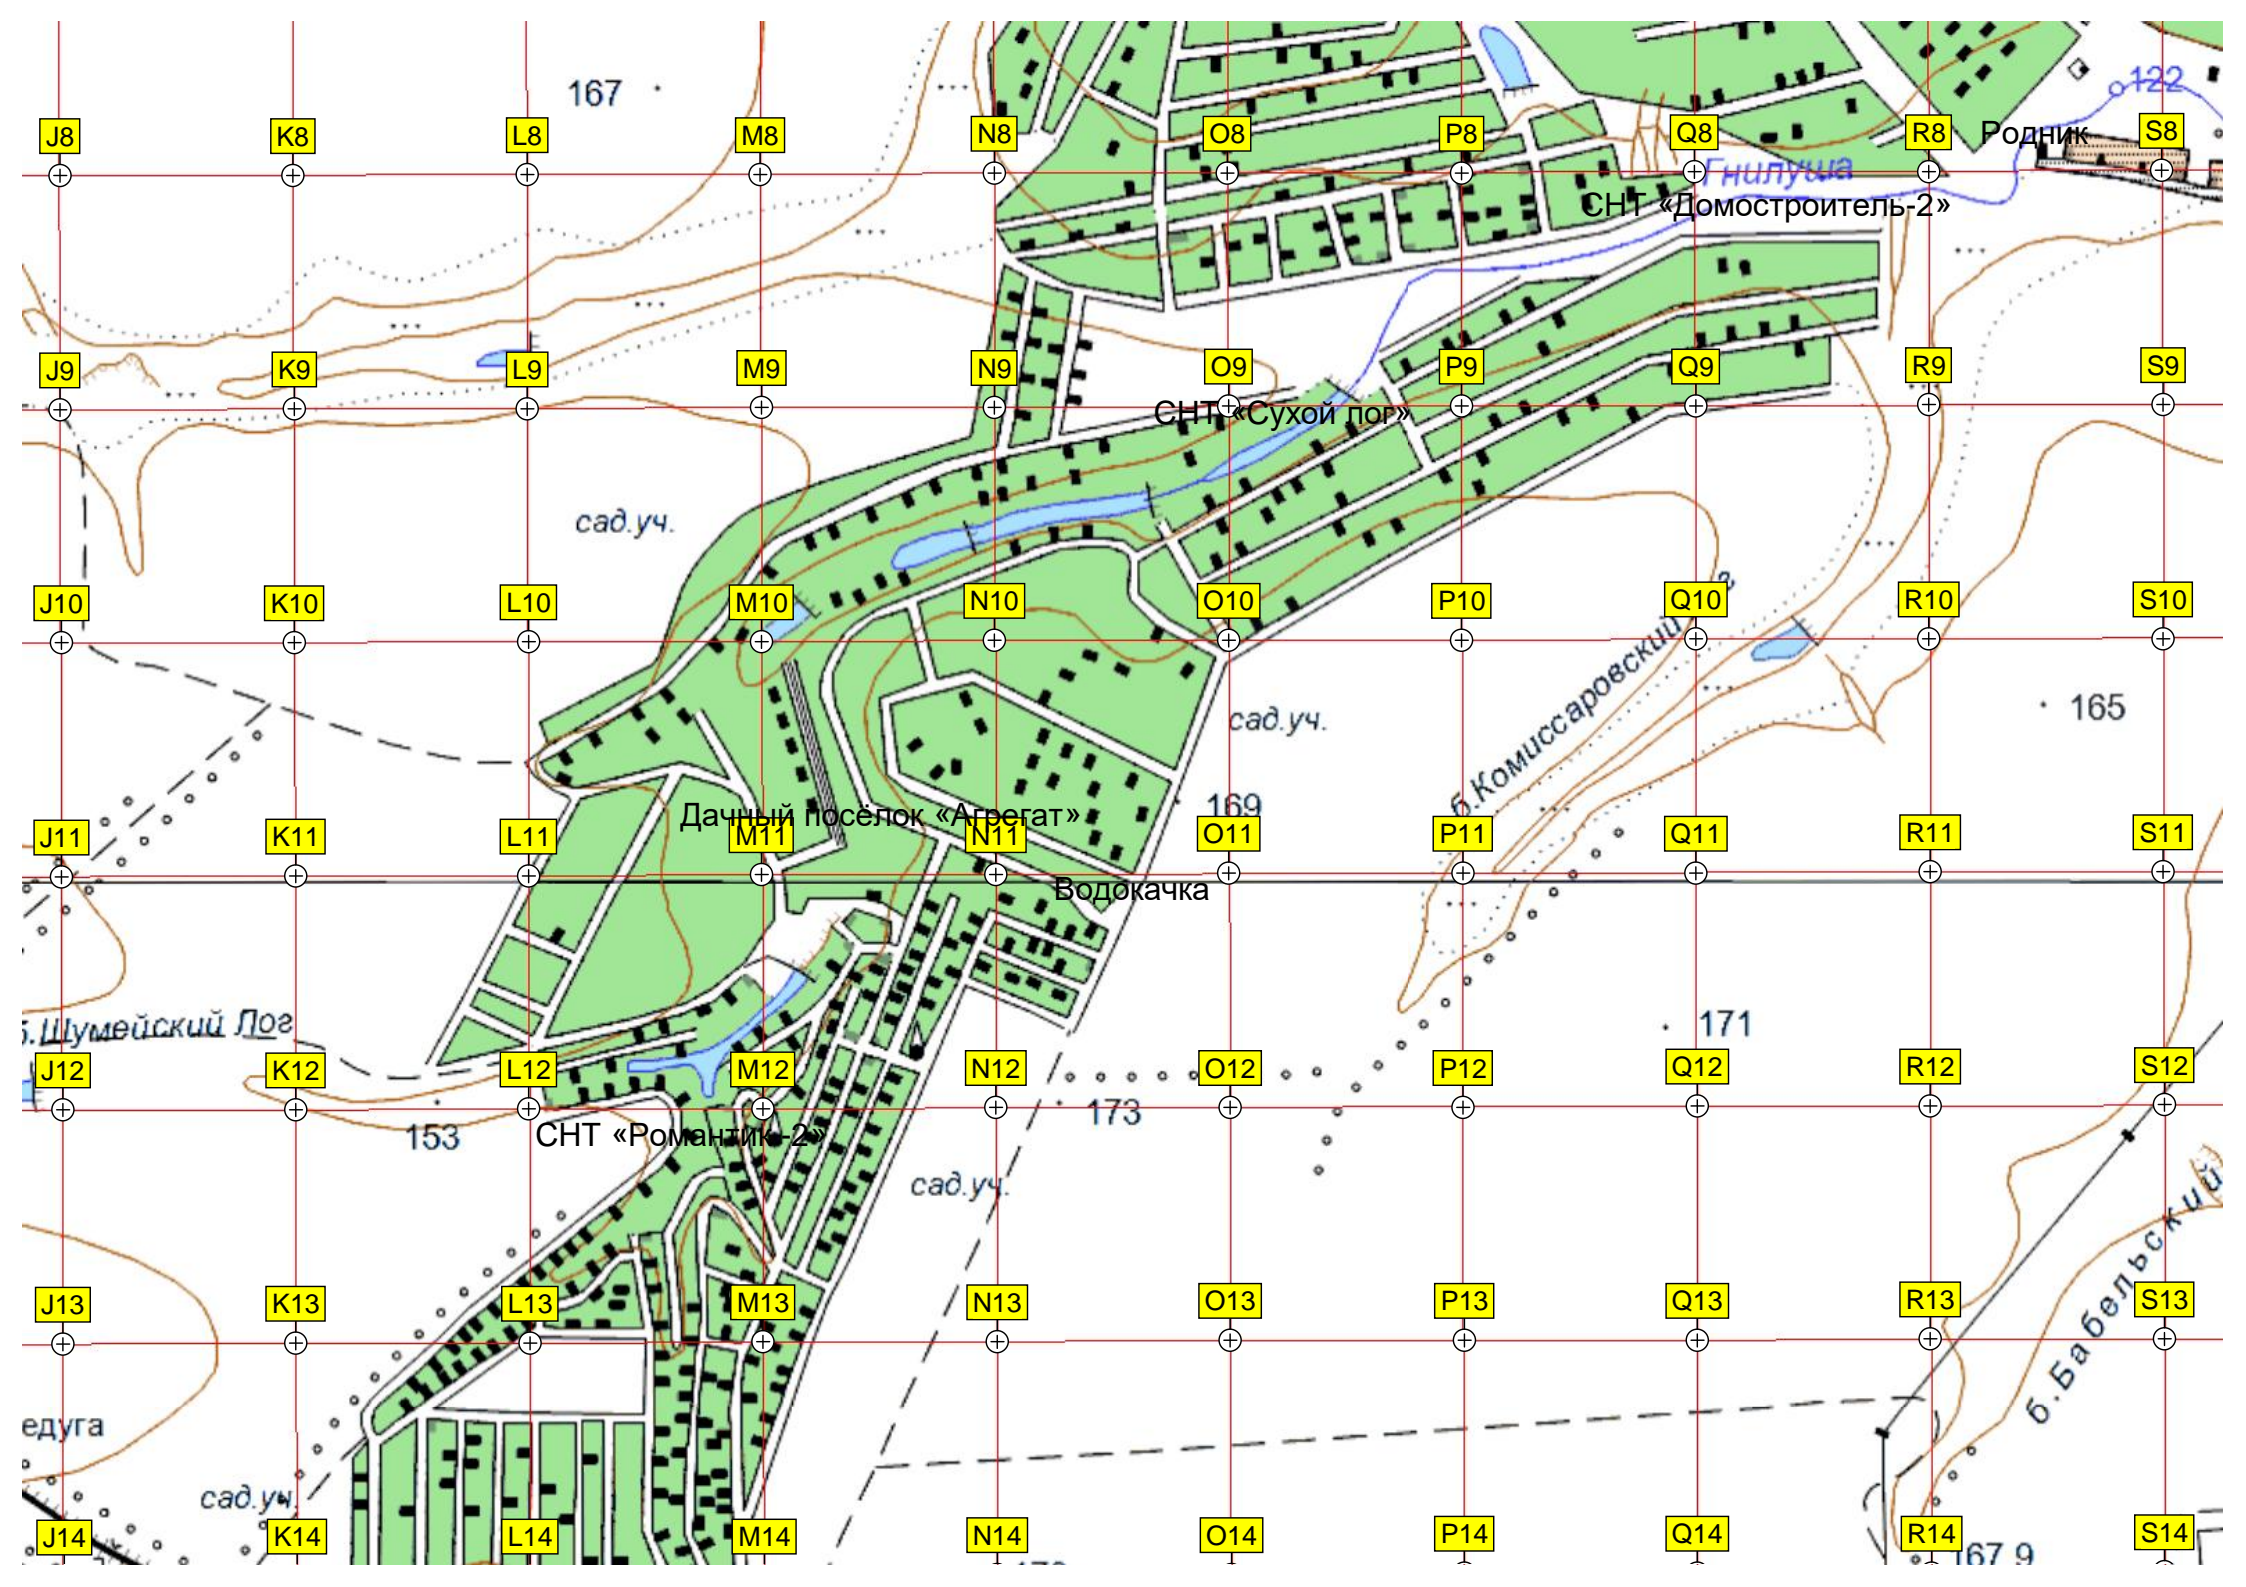 167
122
J8 K8 L8 M8 N8 O8 P8 Q8 R8 Родник S8
Гнилуша
СНТ «Домостроитель-2»
J9 K9 L9 M9 N9 O9 P9 Q9 R9 S9
СНТ «Сухой лог»
сад.уч.
J10 K10 L10 M10 N10 O10 P10 Q10 R10 S10
165
сад.уч.
б.Комиссаровский
169
Дачный посёлок «Агрегат»
J11 K11 L11 M11 N11 O11 P11 Q11 R11 S11
Водокачка
б.Шумейский Лог
171
J12 K12 L12 M12 N12 O12 P12 Q12 R12 S12
173
153
СНТ «Романтик-2»
сад.уч.
б.Бабельский
J13 K13 L13 M13 N13 O13 P13 Q13 R13 S13
едуга
сад.уч.
J14 K14 L14 M14 N14 O14 P14 Q14 R14 S14
167.9